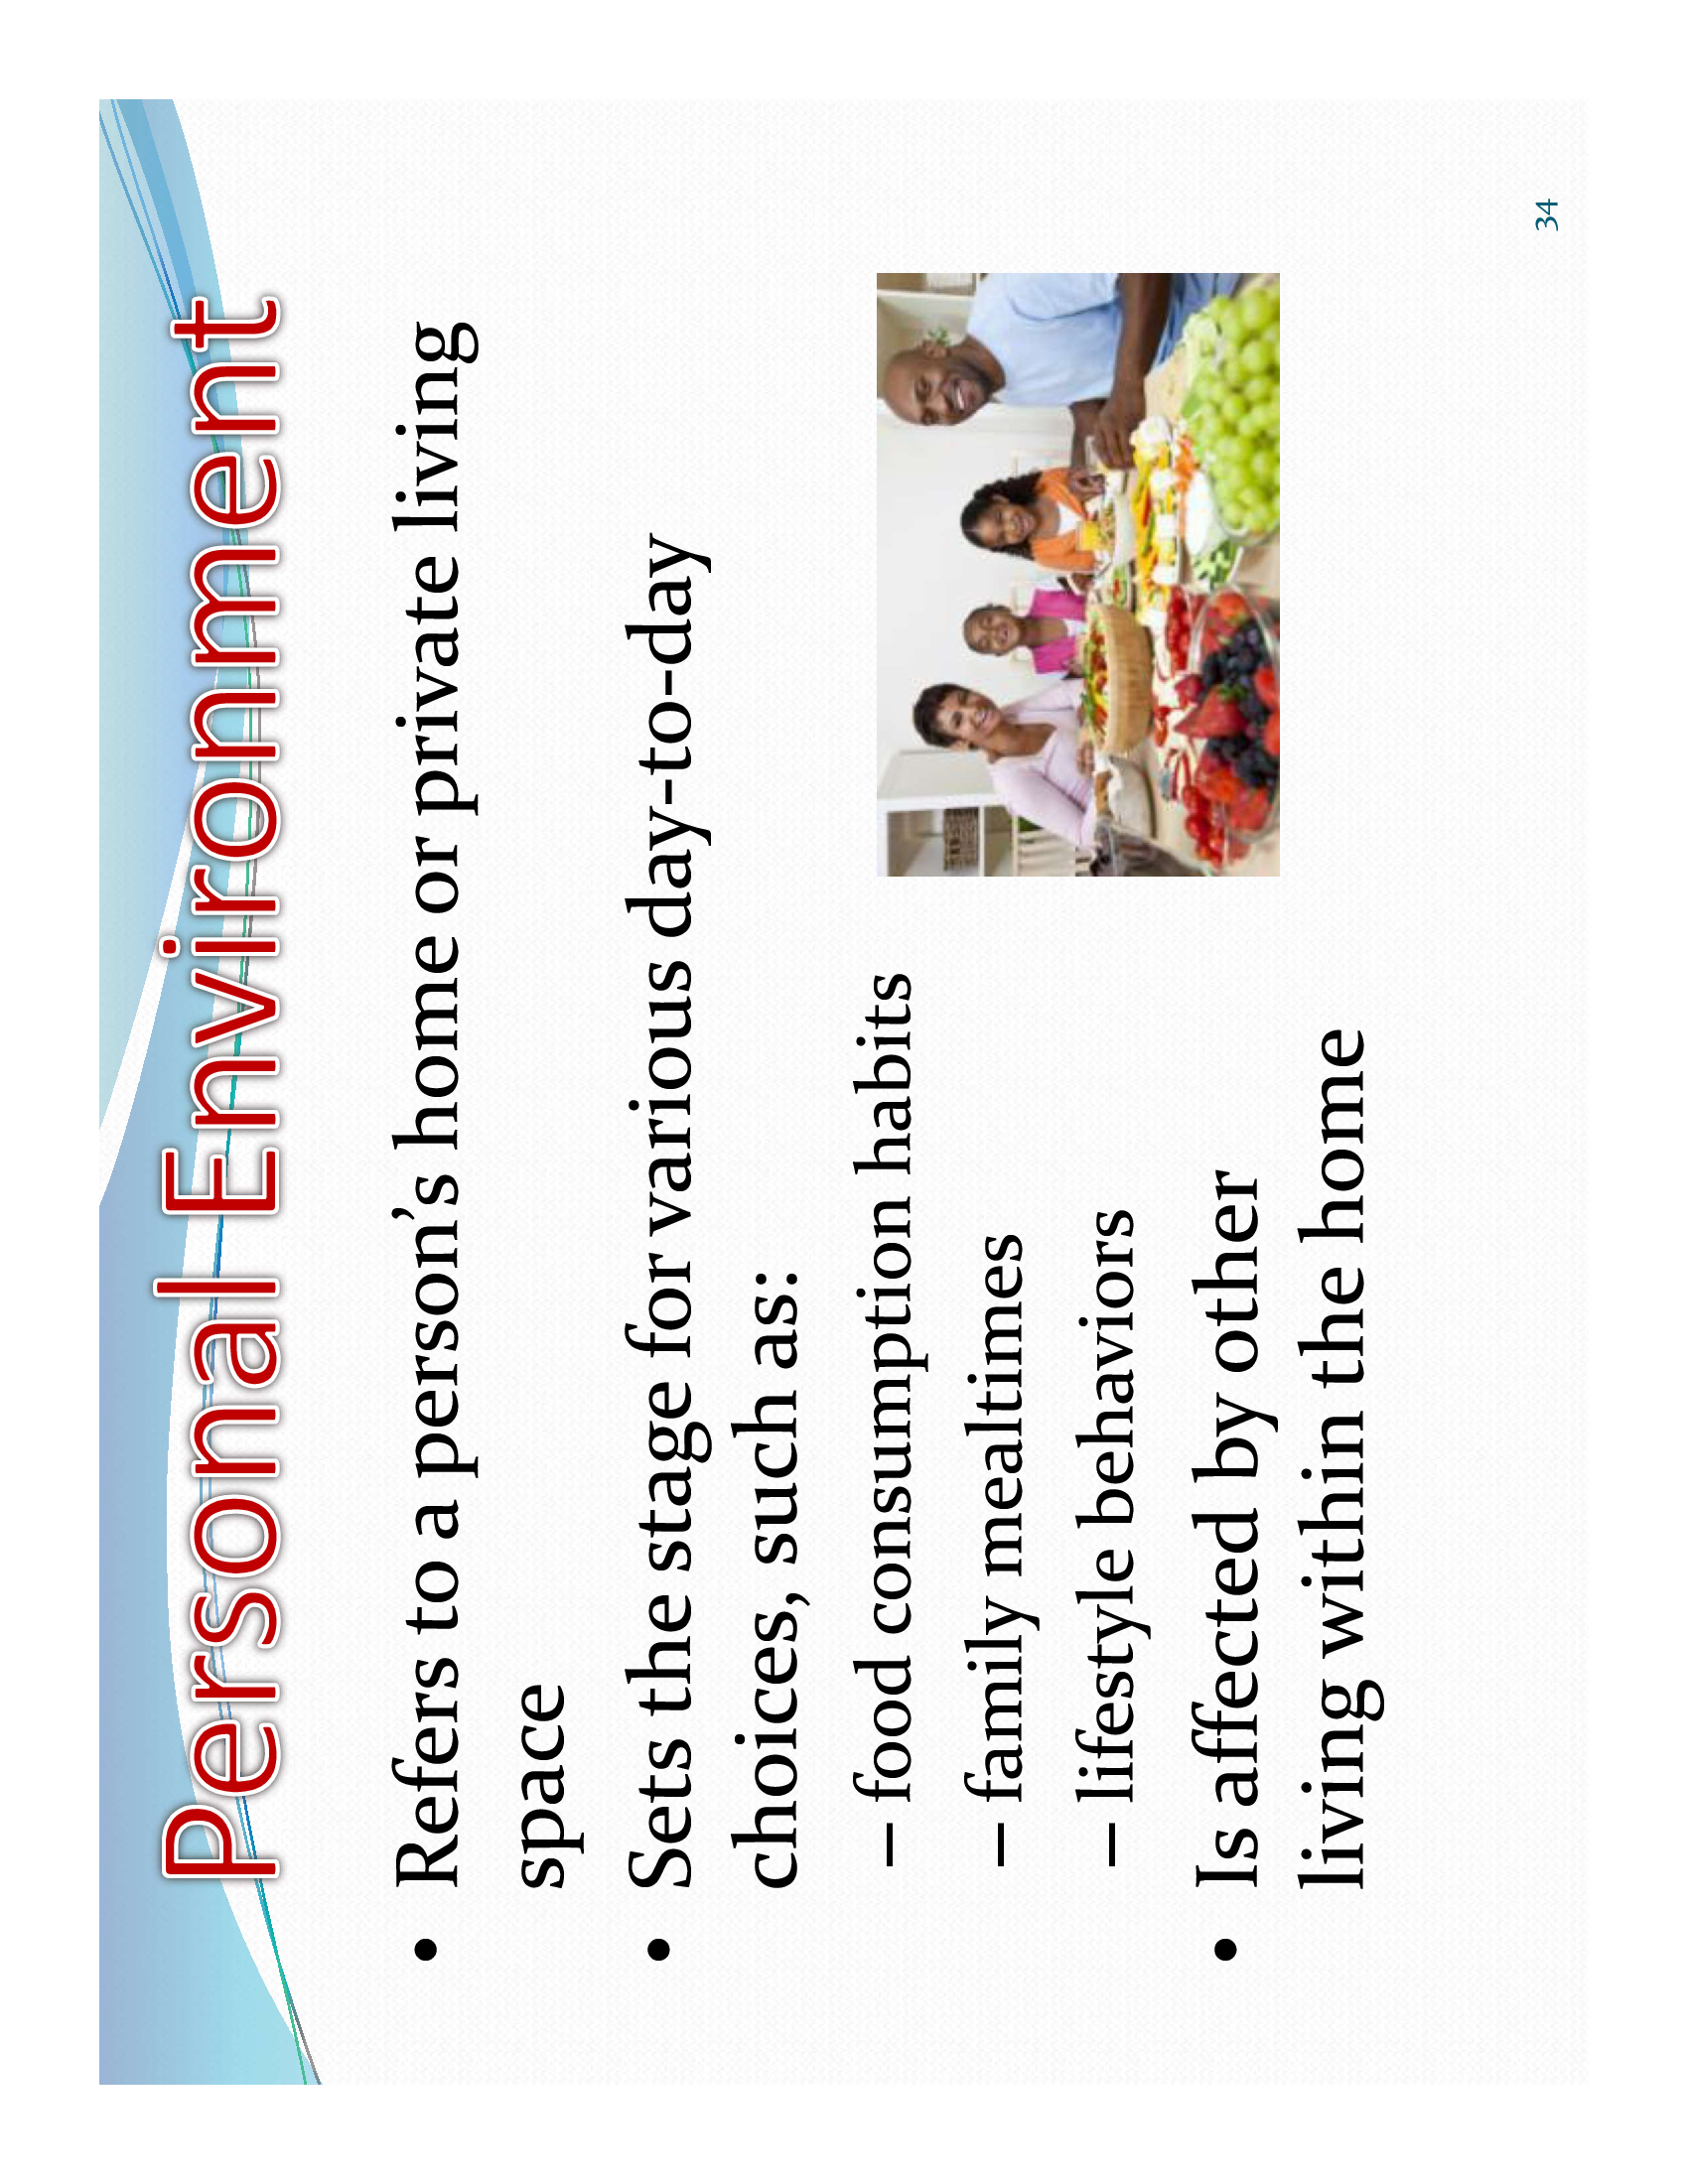 Personal Environment
• Refers to a person’s home or private living
space
• Sets the stage for various day-to-day
choices, such as:
– food consumption habits
– family mealtimes
– lifestyle behaviors
• Is affected by other
living within the home
34